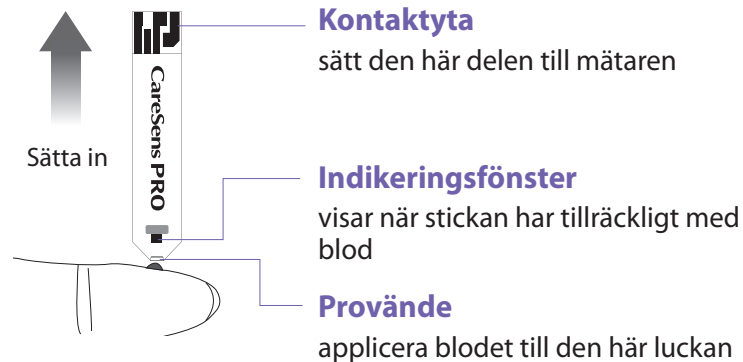 Kontaktyta
sätt den här delen till mätaren
CareSens PRO
Sätta in
Indikeringsfönster
visar när stickan har tillräckligt med
blod
Provände
applicera blodet till den här luckan